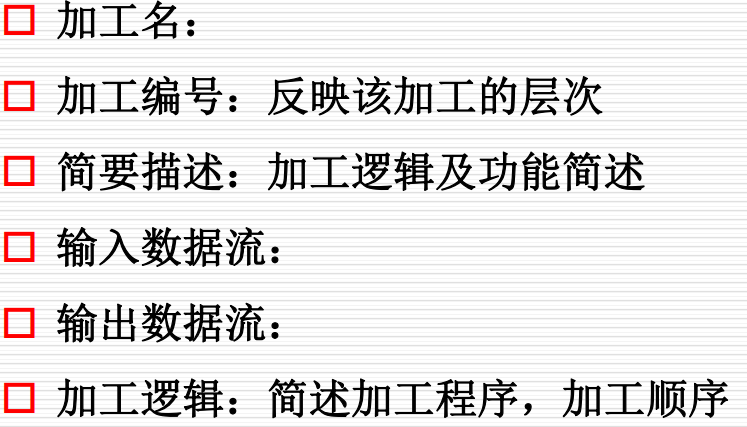 加工名：
加工编号：反映该加工的层次
简要描述：加工逻辑及功能简述
输入数据流：
输出数据流：
加工逻辑：简述加工程序，加工顺序